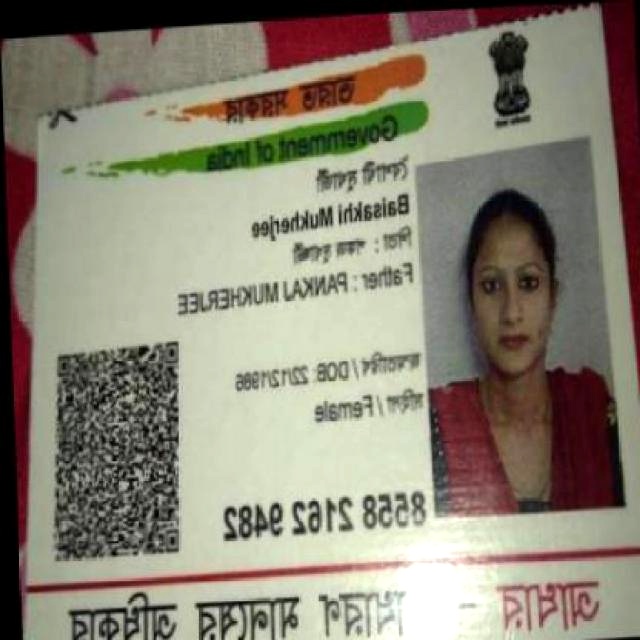 ভারত সরকার
Government of India
বৈশাখী মুখার্জী
Baisakhi Mukherjee
পিতা : পঙ্কজ মুখার্জী
Father : PANKAJ MUKHERJEE
জন্মতারিখ / DOB: 22/12/1986
মহিলা / Female
8558 2162 9482
আধার - সাধারণ মানুষের অধিকার